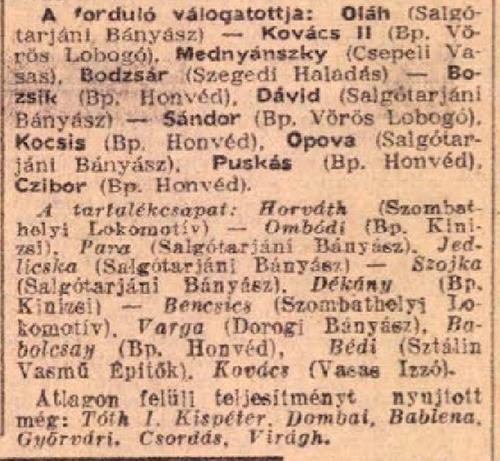 A forduló válogatottja: Oláh (Salgó-
tarjáni Bányász) — Kovács II (Bp. Vö-
rös Lobogó), Mednyánszky (Csepeli Va-
sas), Bodzsár (Szegedi Haladás) — Bo-
zsik (Bp. Honvéd), Dávid (Salgótarjáni
Bányász) — Sándor (Bp. Vörös Lobogó),
Kocsis (Bp. Honvéd), Opova (Salgótar-
jáni Bányász), Puskás (Bp. Honvéd),
Czibor (Bp. Honvéd).
A tartalékcsapat: Horváth (Szombat-
helyi Lokomotív) — Ombódi (Bp. Kini-
zsi), Para (Salgótarjáni Bányász), Jed-
licska (Salgótarjáni Bányász) — Szojka
(Salgótarjáni Bányász), Dékány (Bp.
Kinizsi) — Bencsics (Szombathelyi Lo-
komotív), Varga (Dorogi Bányász), Ba-
bolcsay (Bp. Honvéd), Bédi (Sztálin
Vasmű Építők), Kovács (Vasas Izzó).
Átlagon felüli teljesítményt nyujtott
még: Tóth I, Kispéter, Dombai, Bablena,
Győrvári, Csordás, Virágh.